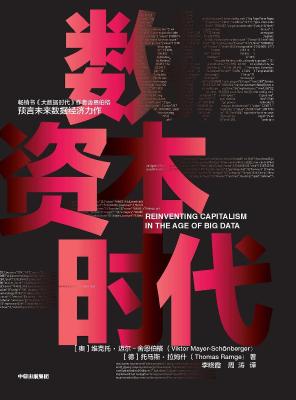 数
畅销书《大数据时代》作者舍恩伯格
预言未来数据经济力作
资本
REINVENTING CAPITALISM
IN THE AGE OF BIG DATA
时代
［奥］维克托·迈尔-舍恩伯格（Viktor Mayer-Schönberger）
［德］托马斯·拉姆什（Thomas Ramge） 著
李晓霞 周涛 译
中信出版集团